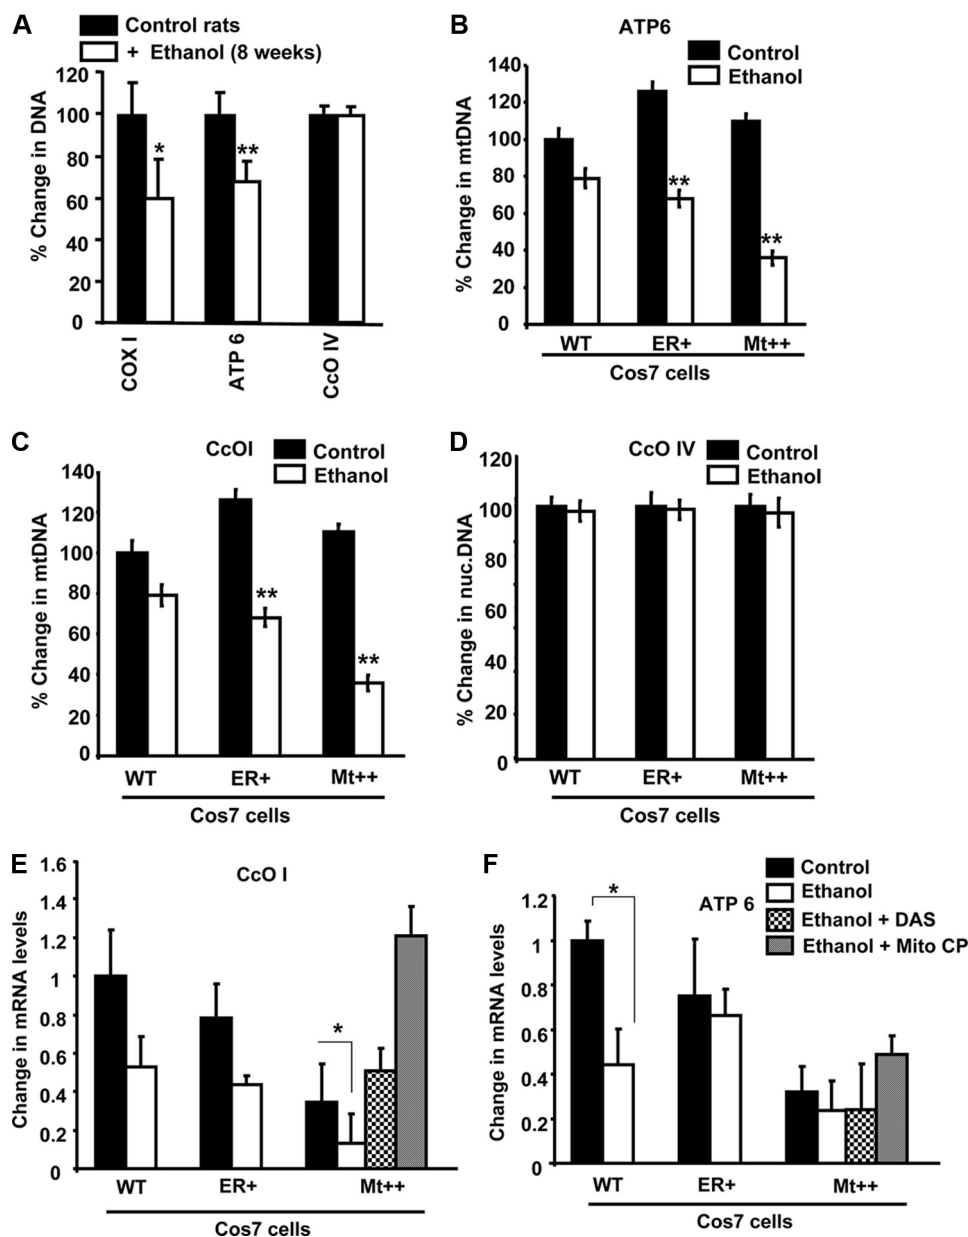 A
Control rats
+ Ethanol (8 weeks)
% Change in DNA
120
100
80
60
40
20
0
*
**
COX I
ATP 6
CcO IV
B
ATP6
Control
Ethanol
% Change in mtDNA
140
120
100
80
60
40
20
0
**
**
WT
ER+
Mt++
Cos7 cells
C
CcOI
Control
Ethanol
% Change in mtDNA
140
120
100
80
60
40
20
0
**
**
WT
ER+
Mt++
Cos7 cells
D
CcO IV
Control
Ethanol
% Change in nuc.DNA
120
100
80
60
40
20
0
WT
ER+
Mt++
Cos7 cells
E
CcO I
Change in mRNA levels
1.6
1.4
1.2
1
0.8
0.6
0.4
0.2
0
*
WT
ER+
Mt++
Cos7 cells
F
ATP 6
Control
Ethanol
Ethanol + DAS
Ethanol + Mito CP
Change in mRNA levels
1.2
1
0.8
0.6
0.4
0.2
0
*
WT
ER+
Mt++
Cos7 cells